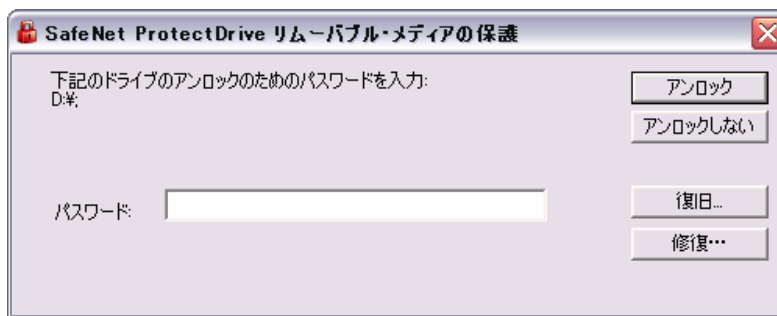 SafeNet ProtectDrive リムーバブル・メディアの保護
下記のドライブのアンロックのためのパスワードを入力:
D:¥;
アンロック
アンロックしない
パスワード:
復旧...
修復…